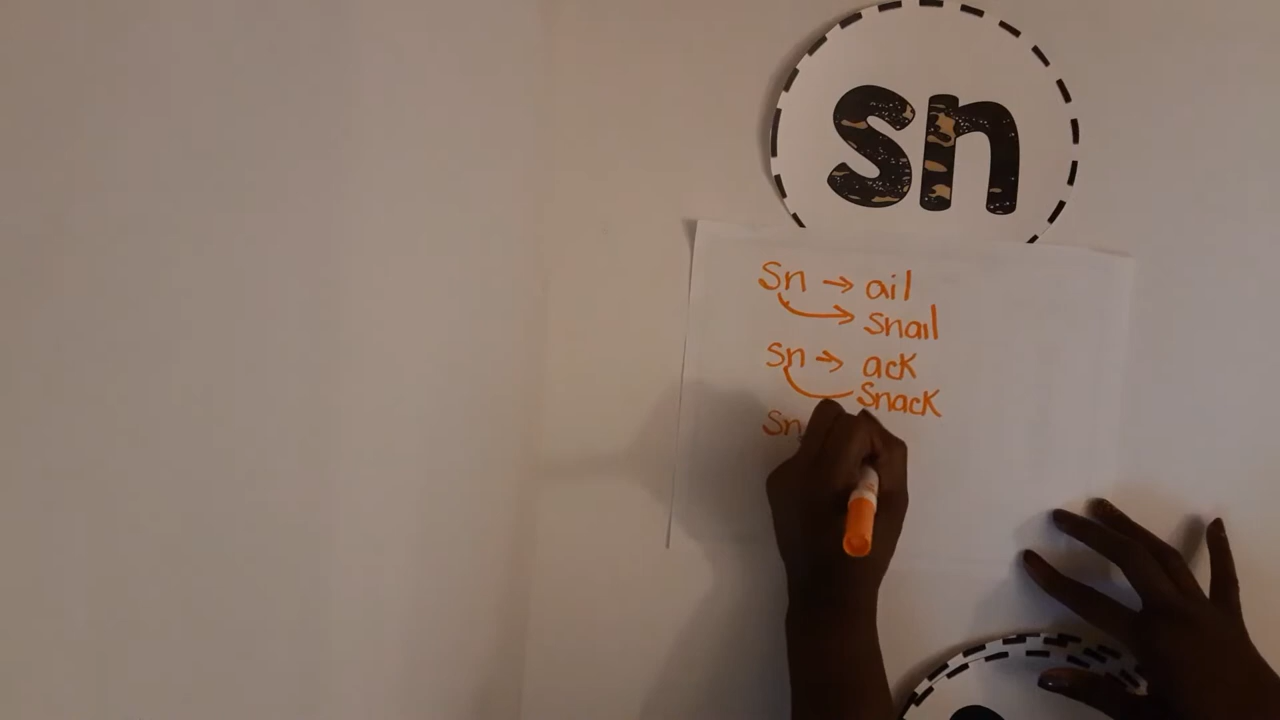 sn
Sn → ail
snail
Sn → ack
Snack
Sn